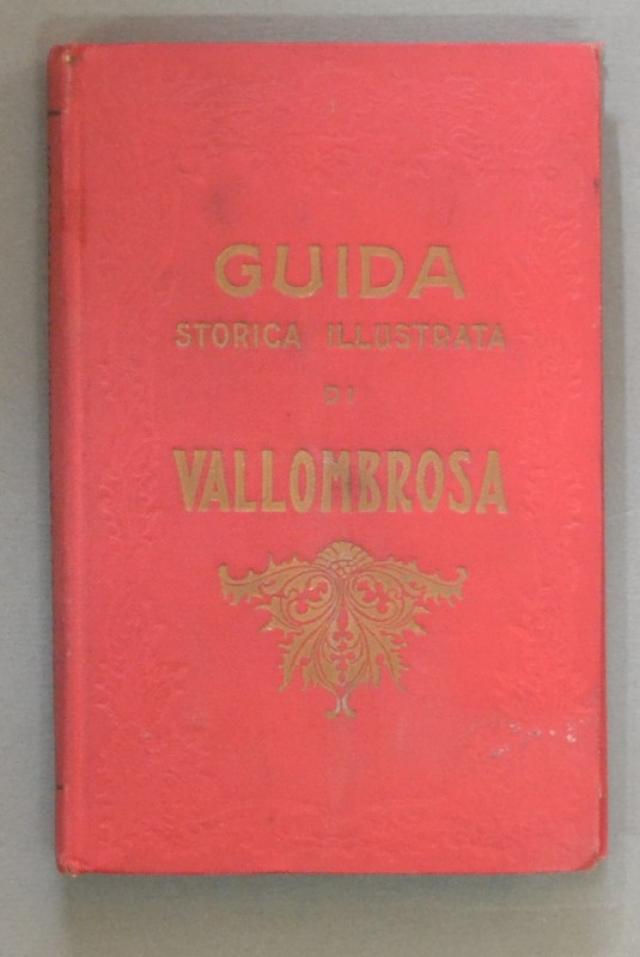 GUIDA
STORICA ILLUSTRATA
DI
VALLOMBROSA